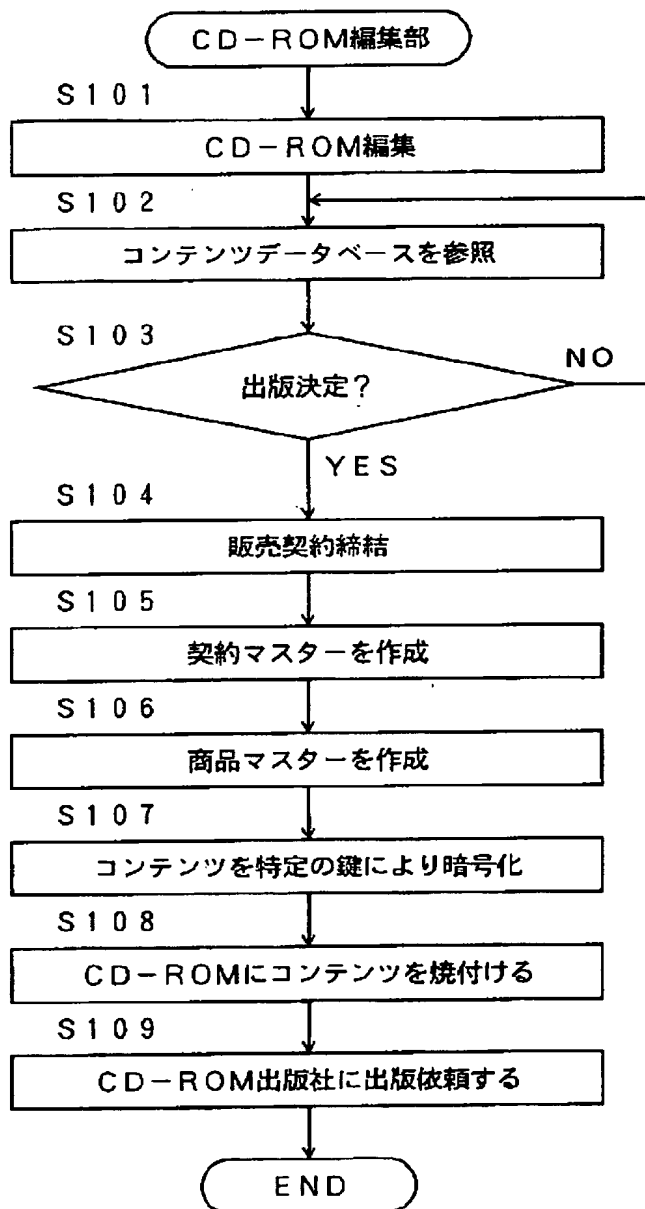 CD-ROM編集部
S101
CD-ROM編集
S102
コンテンツデータベースを参照
S103
出版決定?
NO
YES
S104
販売契約締結
S105
契約マスターを作成
S106
商品マスターを作成
S107
コンテンツを特定の鍵により暗号化
S108
CD-ROMにコンテンツを焼付ける
S109
CD-ROM出版社に出版依頼する
END